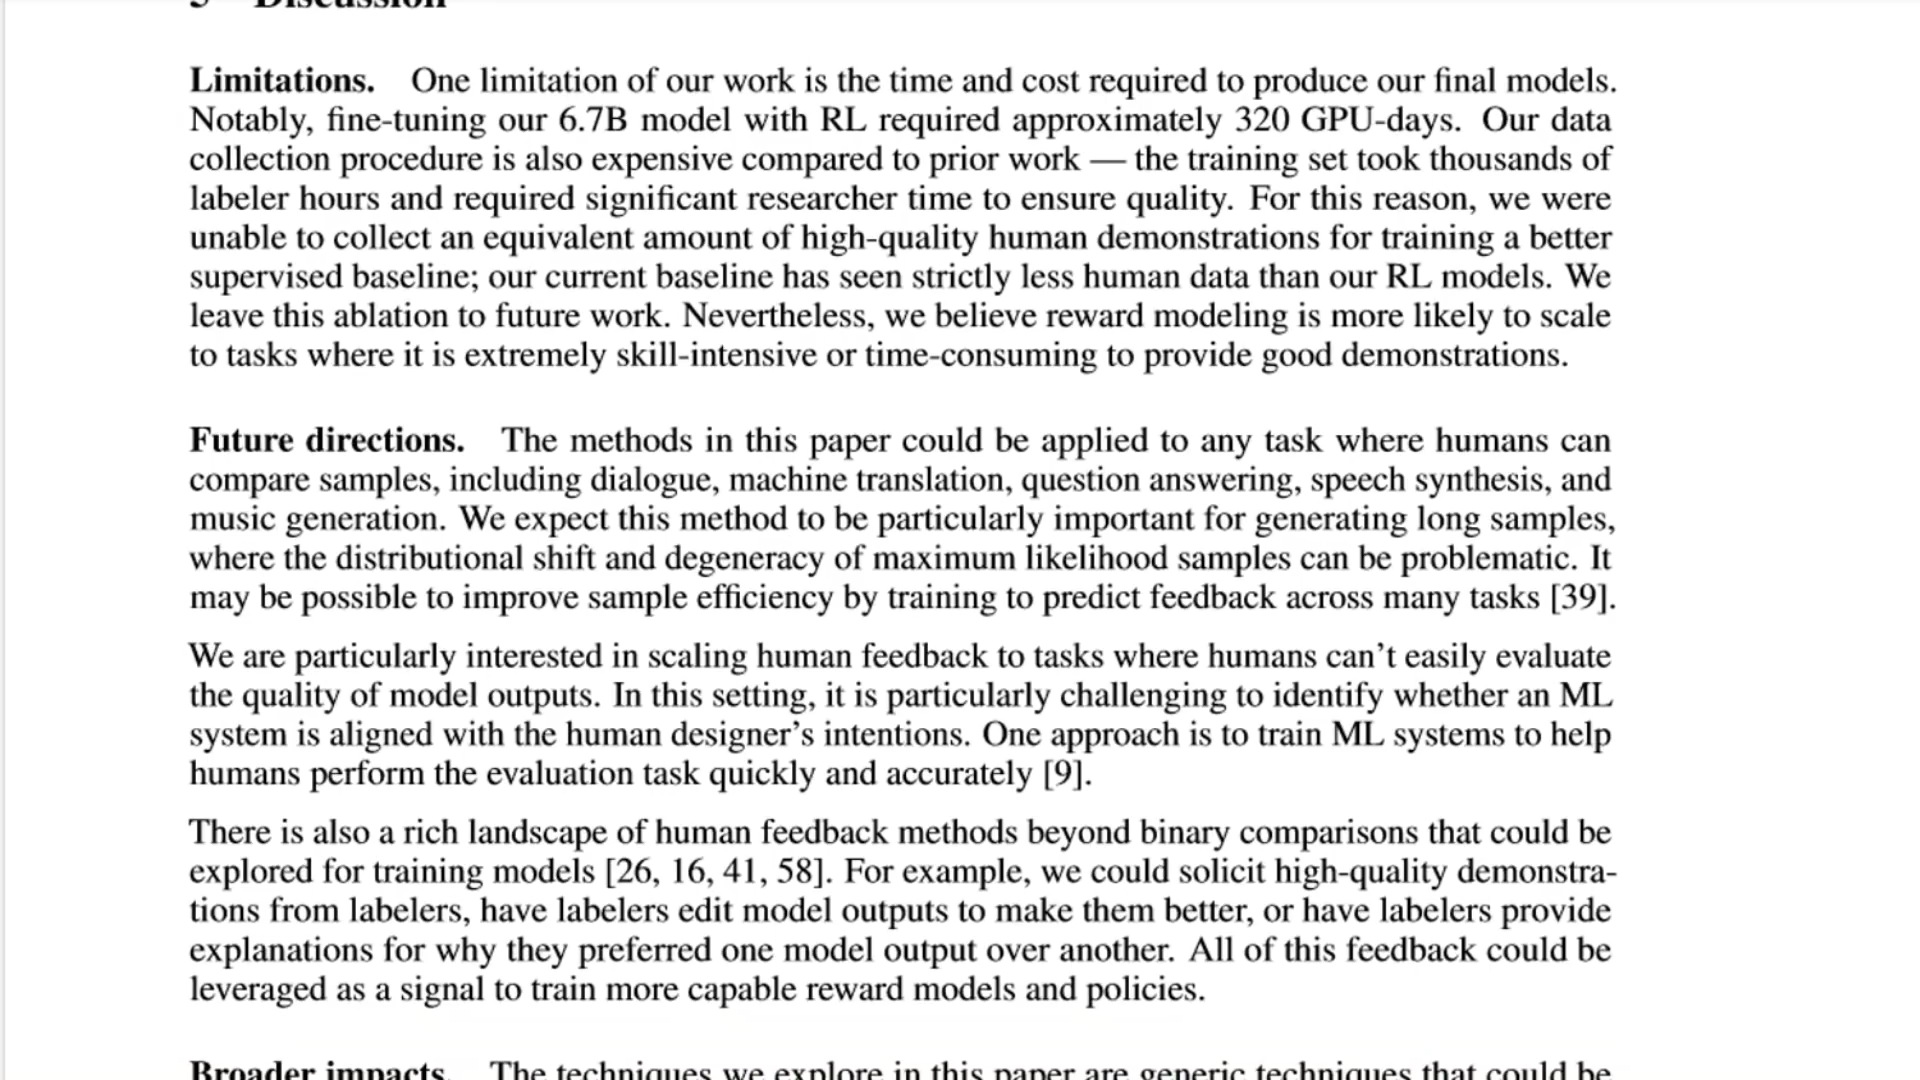 5 Discussion
Limitations. One limitation of our work is the time and cost required to produce our final models.
Notably, fine-tuning our 6.7B model with RL required approximately 320 GPU-days. Our data
collection procedure is also expensive compared to prior work — the training set took thousands of
labeler hours and required significant researcher time to ensure quality. For this reason, we were
unable to collect an equivalent amount of high-quality human demonstrations for training a better
supervised baseline; our current baseline has seen strictly less human data than our RL models. We
leave this ablation to future work. Nevertheless, we believe reward modeling is more likely to scale
to tasks where it is extremely skill-intensive or time-consuming to provide good demonstrations.
Future directions. The methods in this paper could be applied to any task where humans can
compare samples, including dialogue, machine translation, question answering, speech synthesis, and
music generation. We expect this method to be particularly important for generating long samples,
where the distributional shift and degeneracy of maximum likelihood samples can be problematic. It
may be possible to improve sample efficiency by training to predict feedback across many tasks [39].
We are particularly interested in scaling human feedback to tasks where humans can’t easily evaluate
the quality of model outputs. In this setting, it is particularly challenging to identify whether an ML
system is aligned with the human designer’s intentions. One approach is to train ML systems to help
humans perform the evaluation task quickly and accurately [9].
There is also a rich landscape of human feedback methods beyond binary comparisons that could be
explored for training models [26, 16, 41, 58]. For example, we could solicit high-quality demonstra-
tions from labelers, have labelers edit model outputs to make them better, or have labelers provide
explanations for why they preferred one model output over another. All of this feedback could be
leveraged as a signal to train more capable reward models and policies.
Broader impacts. The techniques we explore in this paper are generic techniques that could be